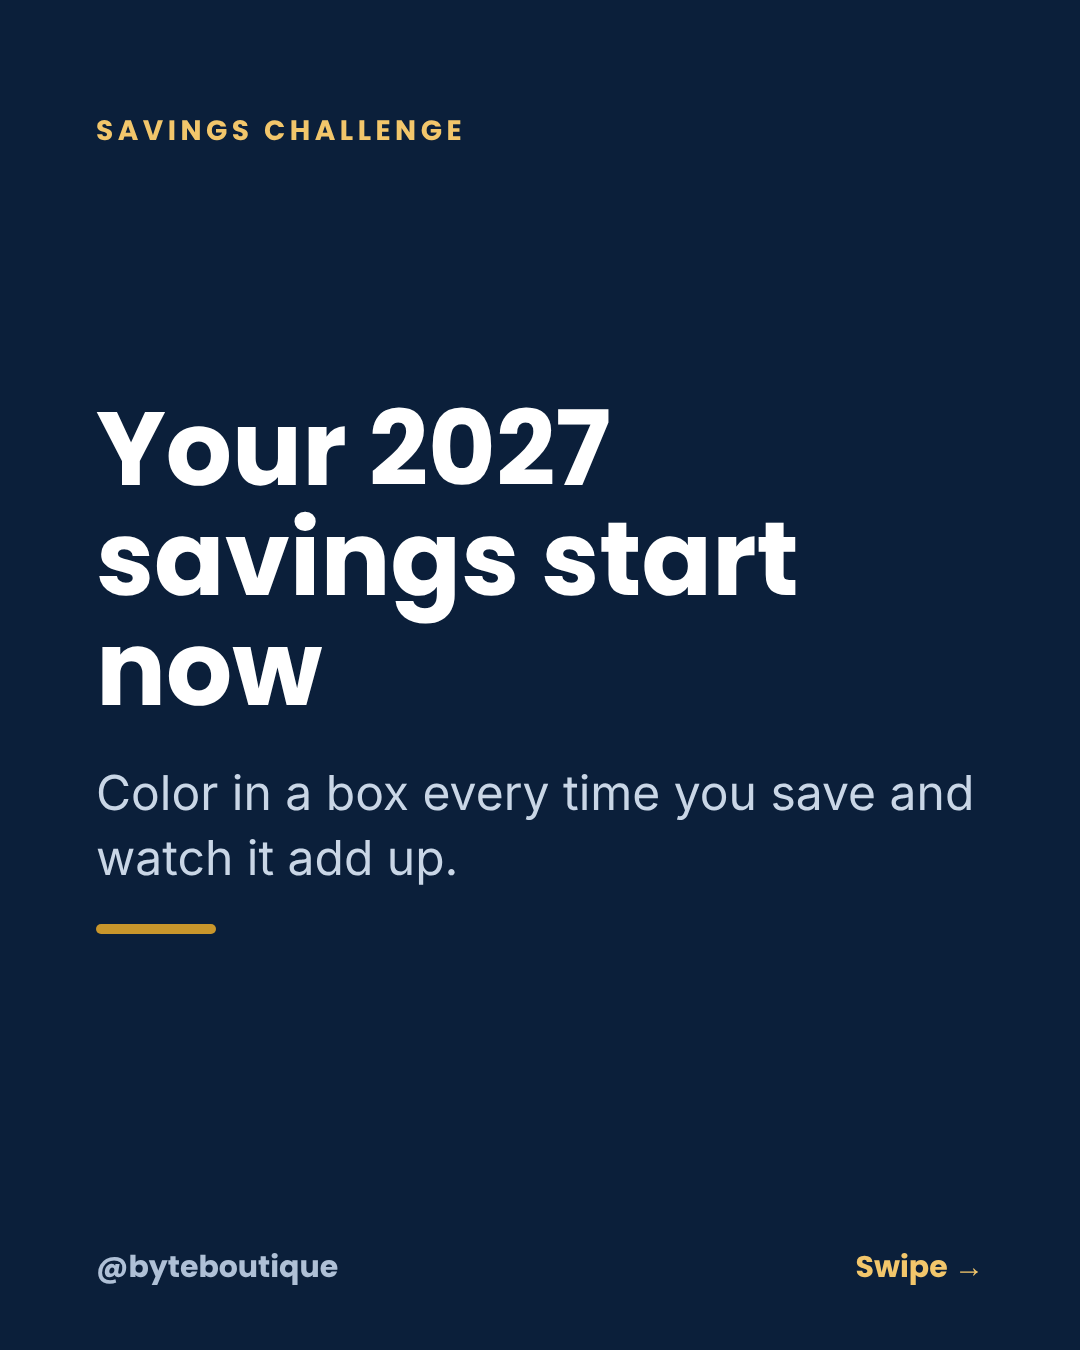 SAVINGS CHALLENGE
Your 2027
savings start
now
Color in a box every time you save and
watch it add up.
@byteboutique
Swipe →